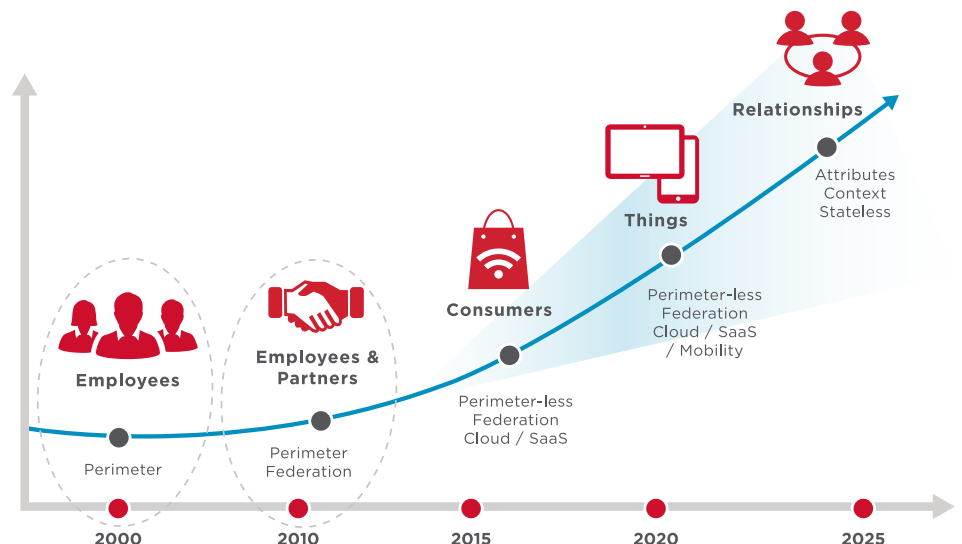 Relationships
Attributes
Context
Stateless
Things
Perimeter-less
Federation
Cloud / SaaS
/ Mobility
Consumers
Perimeter-less
Federation
Cloud / SaaS
Employees &
Partners
Perimeter
Federation
Employees
Perimeter
2000
2010
2015
2020
2025